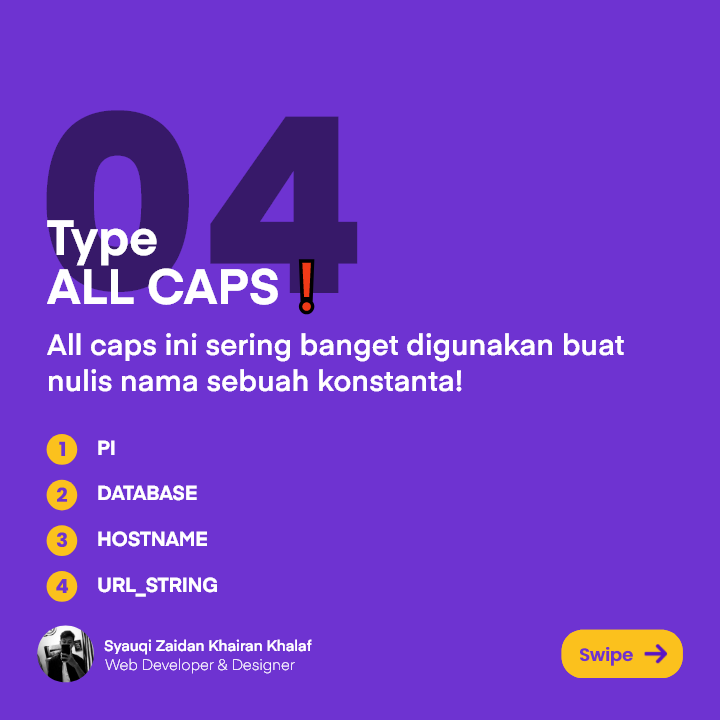 04
Type
ALL CAPS❗
All caps ini sering banget digunakan buat
nulis nama sebuah konstanta!
1 PI
2 DATABASE
3 HOSTNAME
4 URL_STRING
Syauqi Zaidan Khairan Khalaf
Web Developer & Designer
Swipe →